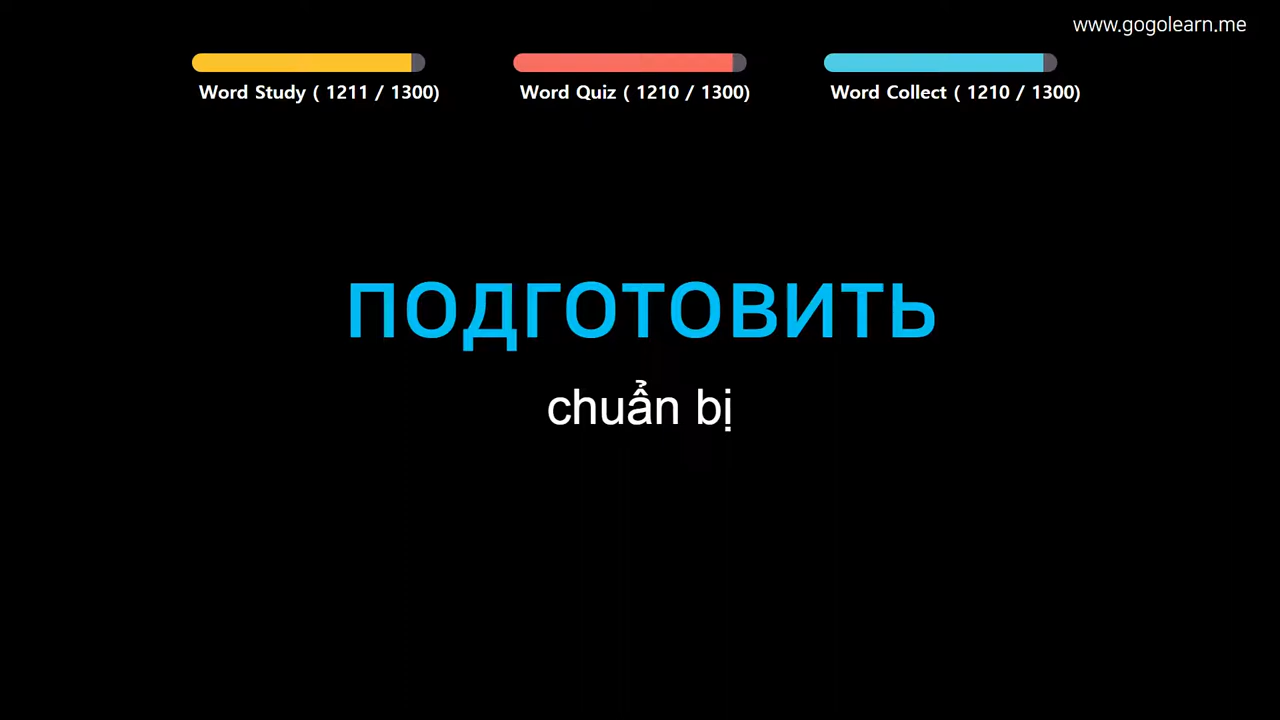 www.gogolearn.me
Word Study ( 1211 / 1300)
Word Quiz ( 1210 / 1300)
Word Collect ( 1210 / 1300)
подготовить
chuẩn bị